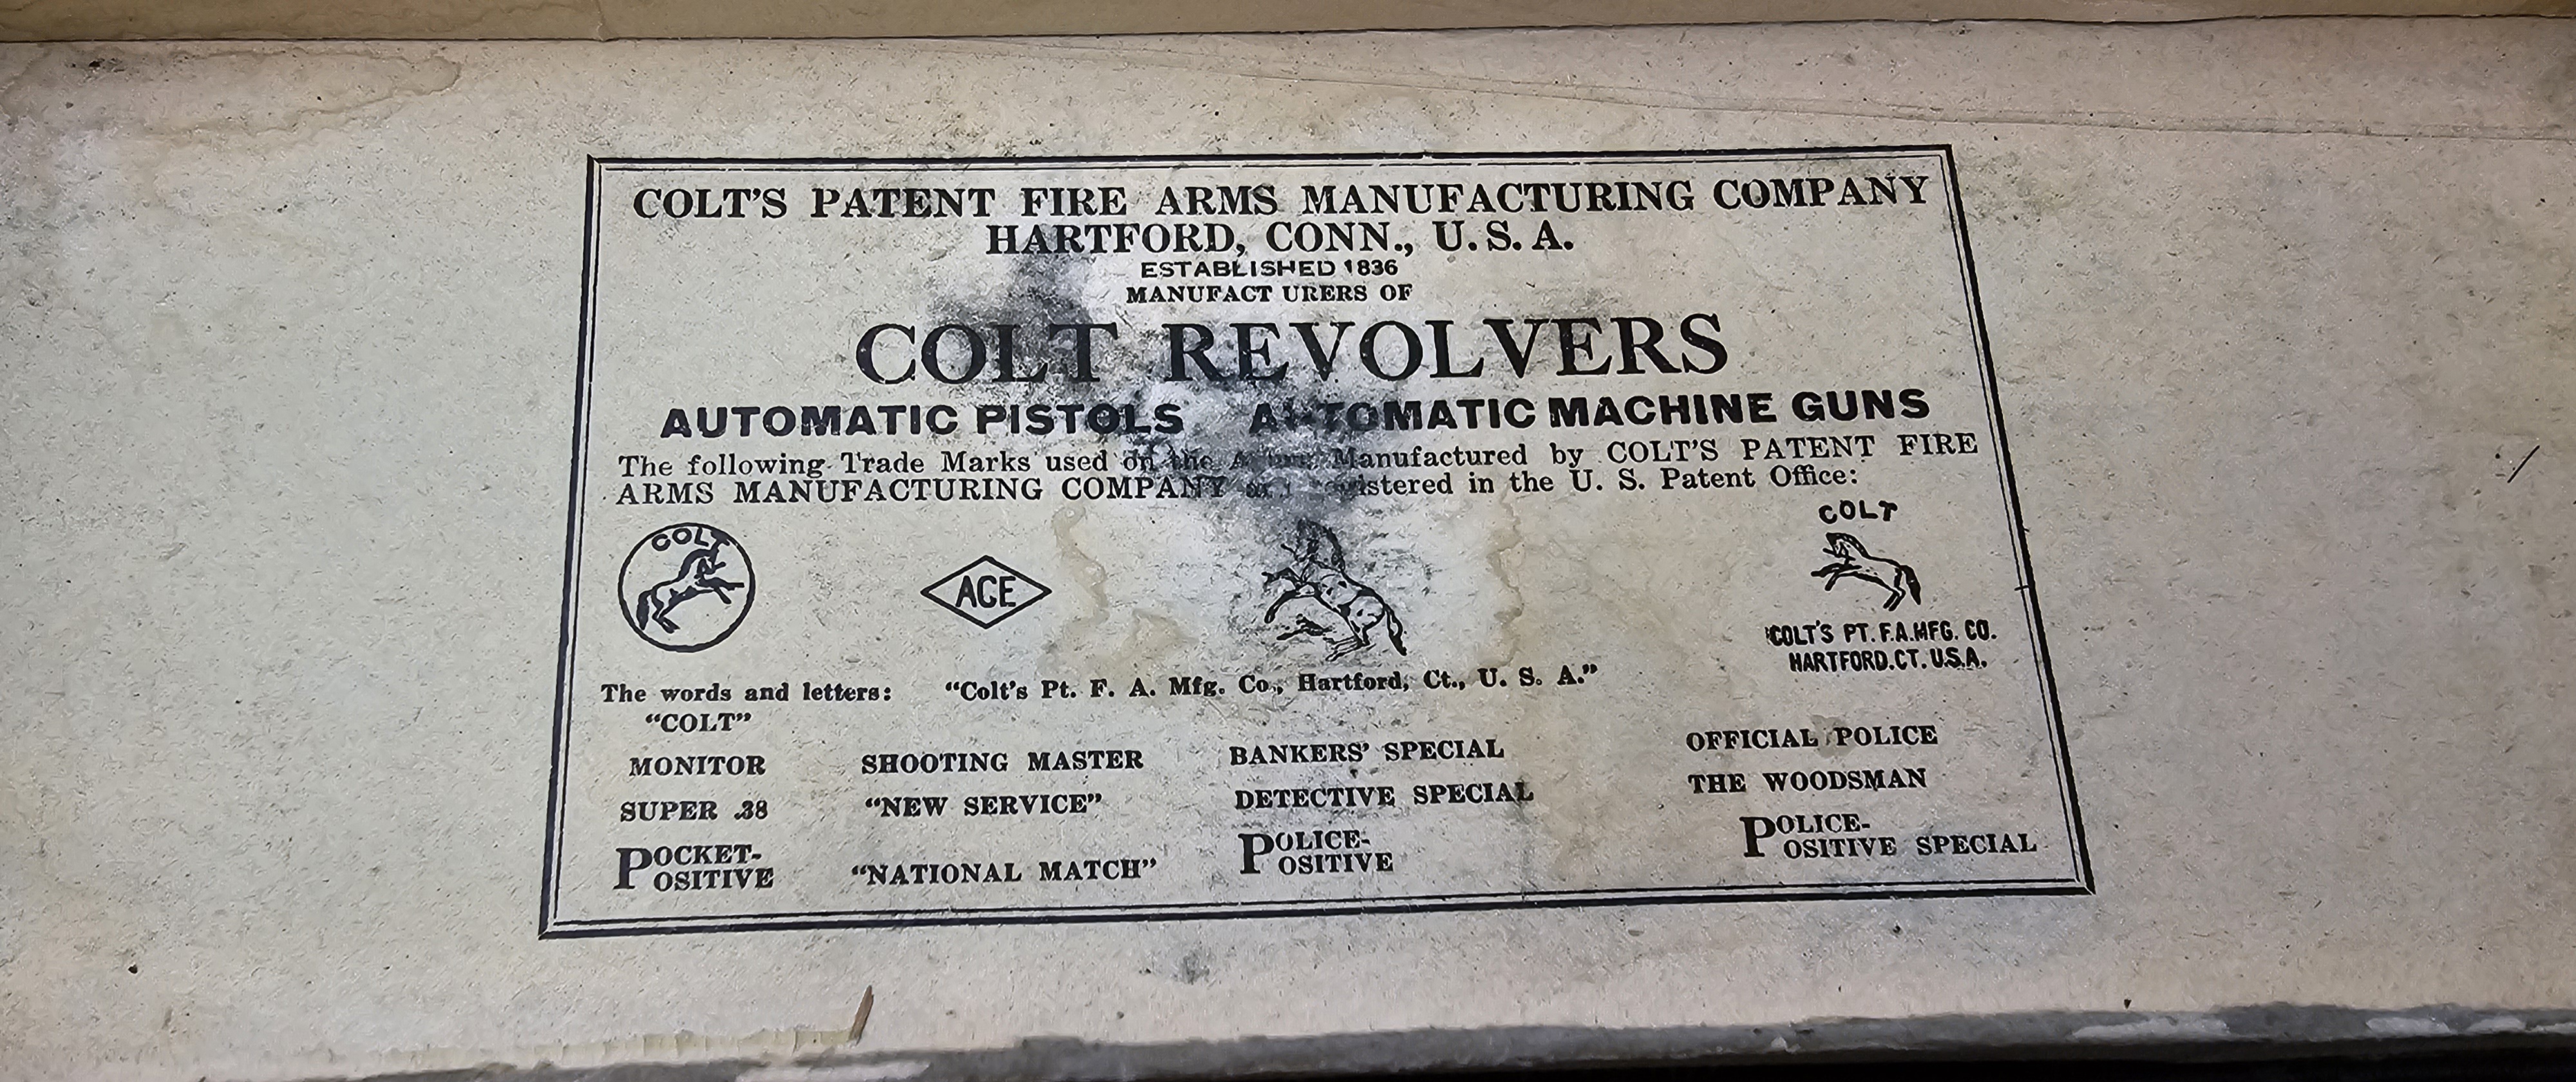 COLT'S PATENT FIRE ARMS MANUFACTURING COMPANY
HARTFORD, CONN., U. S. A.
ESTABLISHED 1836
MANUFACT URERS OF
COLT REVOLVERS
AUTOMATIC PISTOLS AUTOMATIC MACHINE GUNS
The following Trade Marks used on the Manufactured by COLT'S PATENT FIRE
ARMS MANUFACTURING COMPANY registered in the U. S. Patent Office:
COLT
ACE
COLT
COLT'S PT. F.A.MFG. CO.
HARTFORD.CT. U.S.A.
The words and letters: "Colt's Pt. F. A. Mfg. Co., Hartford, Ct., U. S. A."
"COLT"
MONITOR SHOOTING MASTER BANKERS' SPECIAL OFFICIAL POLICE
SUPER .38 "NEW SERVICE" DETECTIVE SPECIAL THE WOODSMAN
POCKET-POSITIVE "NATIONAL MATCH" POLICE-POSITIVE POLICE-POSITIVE SPECIAL